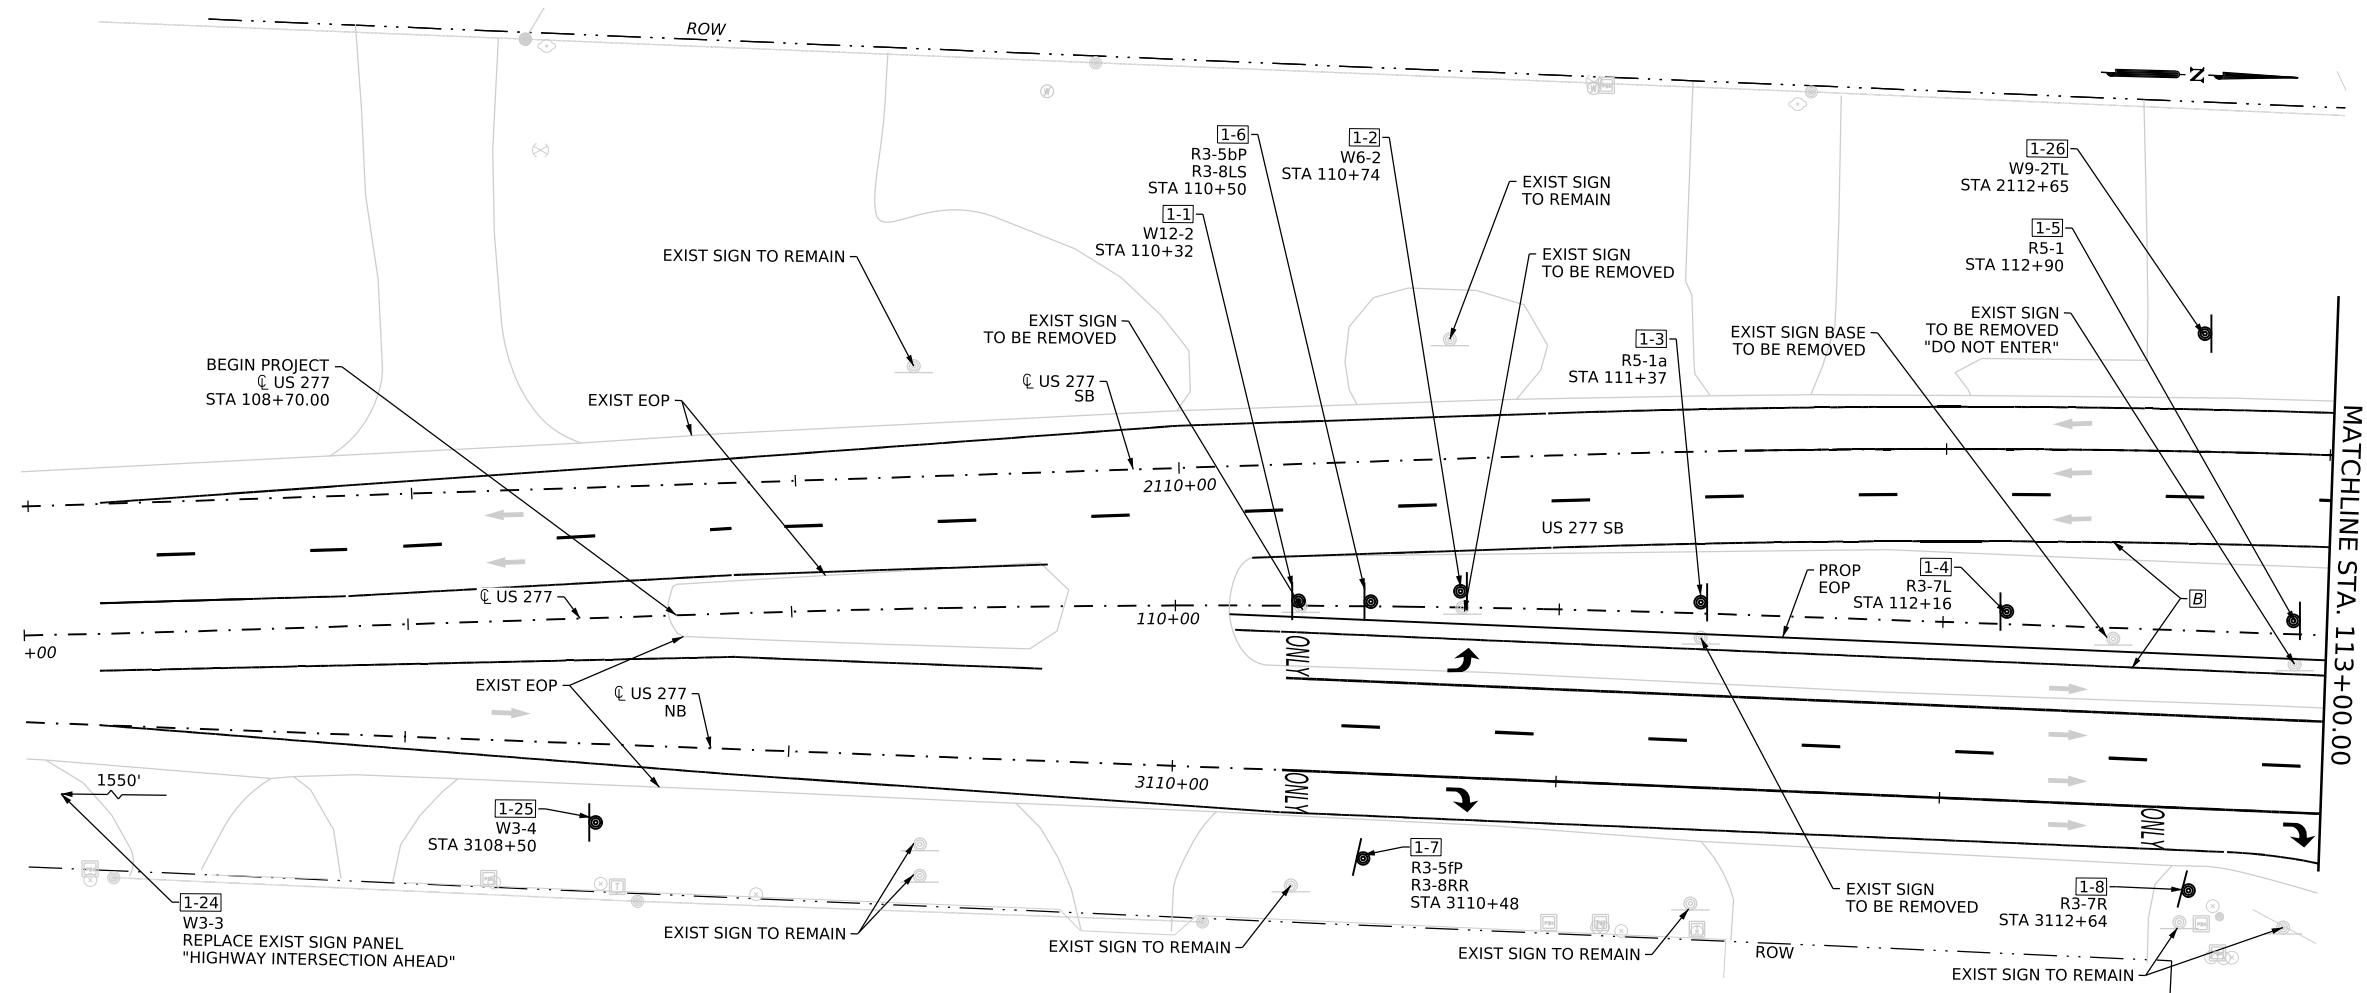 ROW
N
1-6
R3-5bP
R3-8LS
STA 110+50
1-2
W6-2
STA 110+74
1-26
W9-2TL
STA 2112+65
EXIST SIGN
TO REMAIN
1-1
W12-2
STA 110+32
1-5
R5-1
STA 112+90
EXIST SIGN TO REMAIN
EXIST SIGN
TO BE REMOVED
EXIST SIGN
TO BE REMOVED
EXIST SIGN
TO BE REMOVED
"DO NOT ENTER"
1-3
R5-1a
STA 111+37
EXIST SIGN BASE
TO BE REMOVED
BEGIN PROJECT
℄ US 277
STA 108+70.00
EXIST EOP
℄ US 277
SB
2110+00
US 277 SB
MATCHLINE STA. 113+00.00
PROP
EOP
1-4
R3-7L
STA 112+16
B
℄ US 277
110+00
+00
ONLY
EXIST EOP
℄ US 277
NB
3110+00
ONLY
1550'
1-25
W3-4
STA 3108+50
ONLY
1-7
R3-5fP
R3-8RR
STA 3110+48
1-24
W3-3
REPLACE EXIST SIGN PANEL
"HIGHWAY INTERSECTION AHEAD"
EXIST SIGN TO REMAIN
EXIST SIGN TO REMAIN
EXIST SIGN TO REMAIN
EXIST SIGN
TO BE REMOVED
1-8
R3-7R
STA 3112+64
ROW
EXIST SIGN TO REMAIN